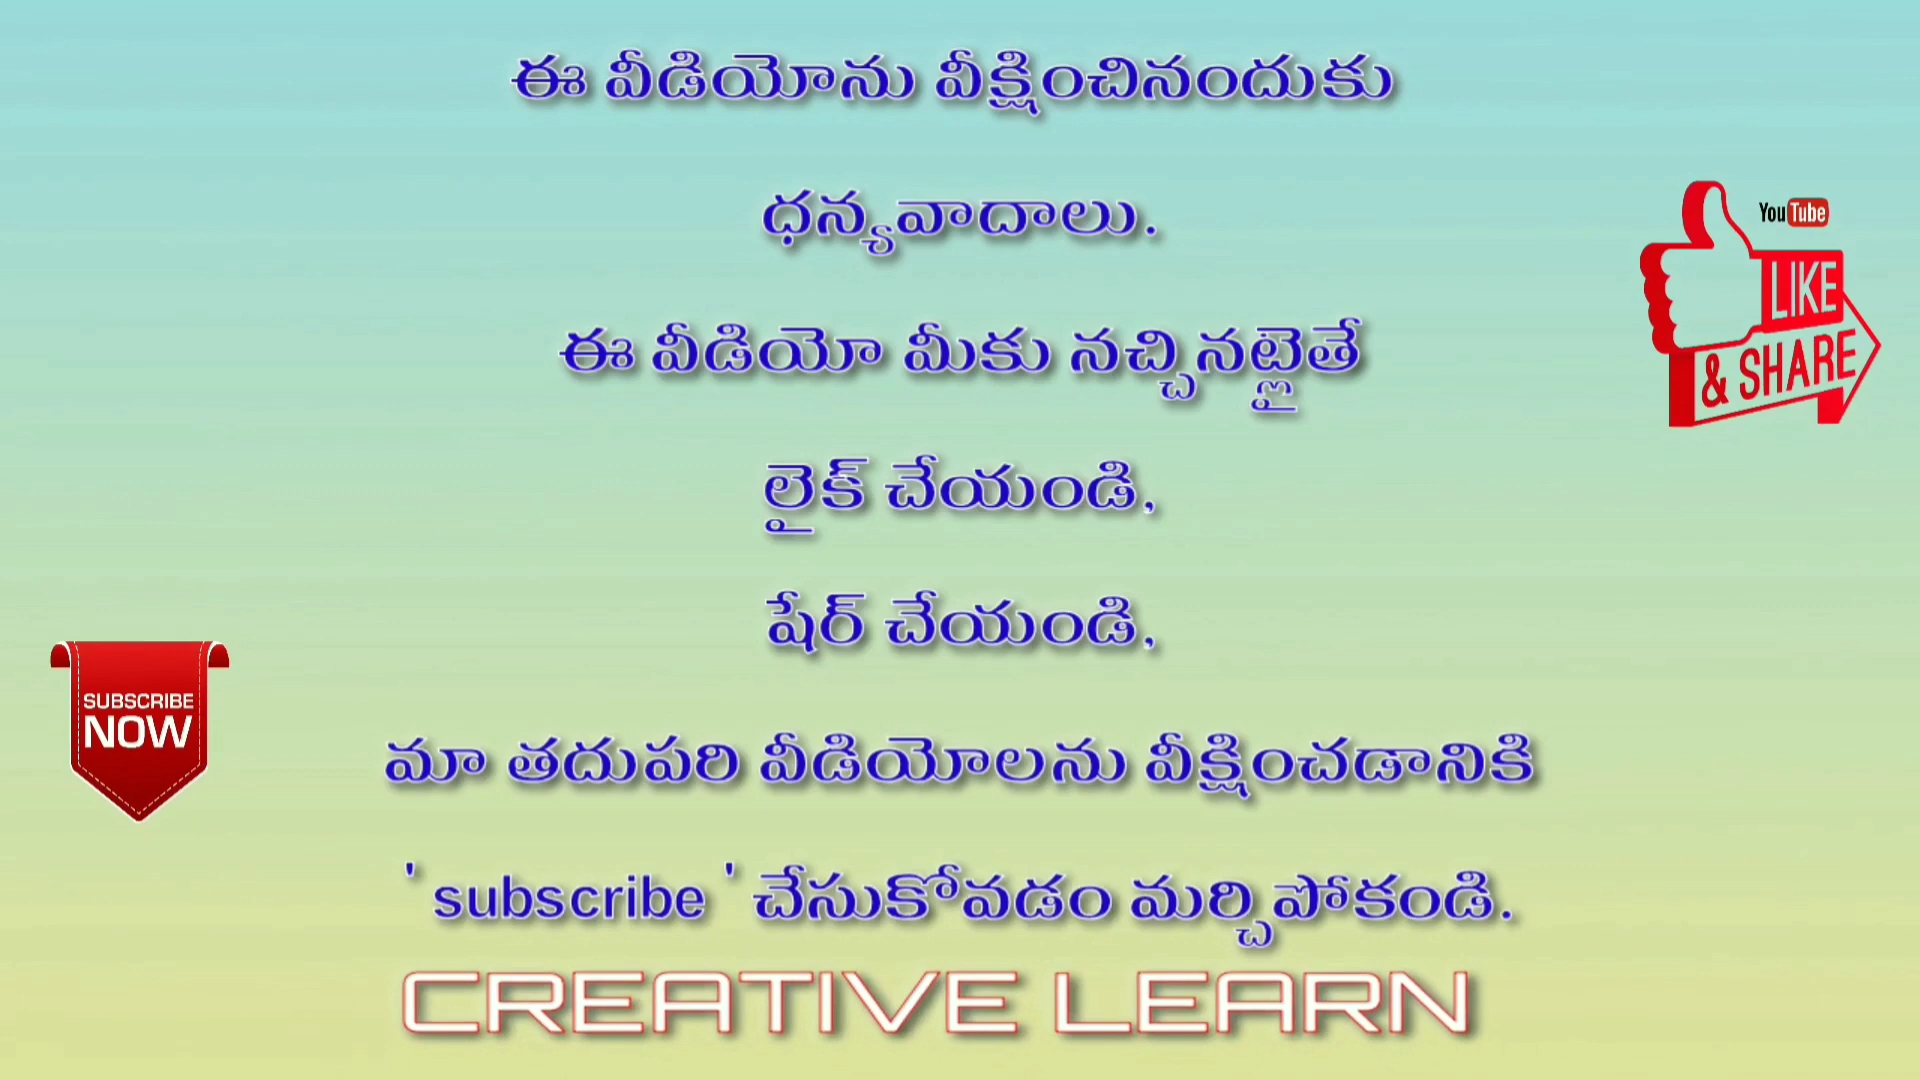 ఈ వీడియోను వీక్షించినందుకు
ధన్యవాదాలు.
YouTube
LIKE
& SHARE
ఈ వీడియో మీకు నచ్చినట్లైతే
లైక్ చేయండి,
షేర్ చేయండి,
SUBSCRIBE
NOW
మా తదుపరి వీడియోలను వీక్షించడానికి
' subscribe ' చేసుకోవడం మర్చిపోకండి.
CREATIVE LEARN